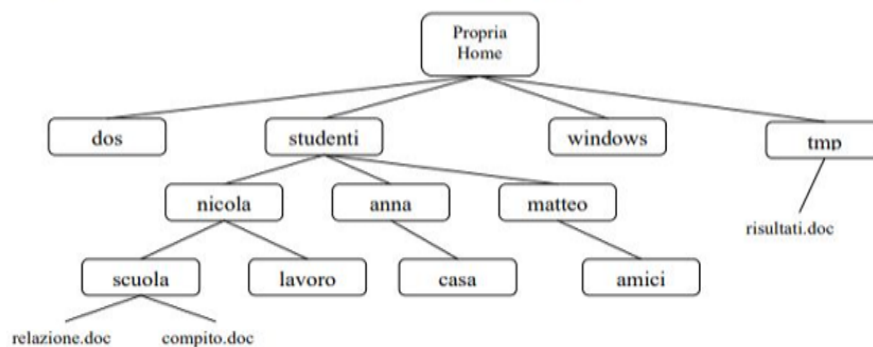 Propria
Home
dos
studenti
windows
tmp
nicola
anna
matteo
risultati.doc
scuola
lavoro
casa
amici
relazione.doc
compito.doc